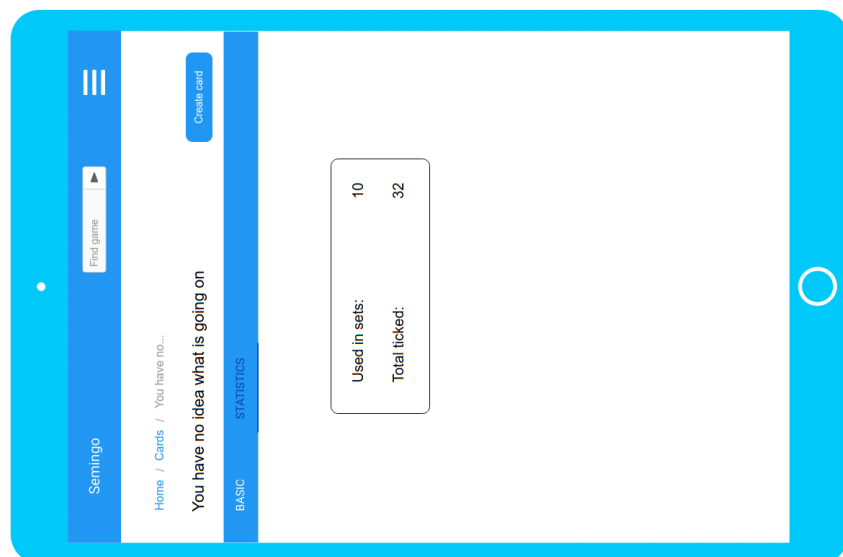 Semingo Find game
Home / Cards / You have no...
You have no idea what is going on Create card
BASIC STATISTICS
Used in sets: 10
Total ticked: 32